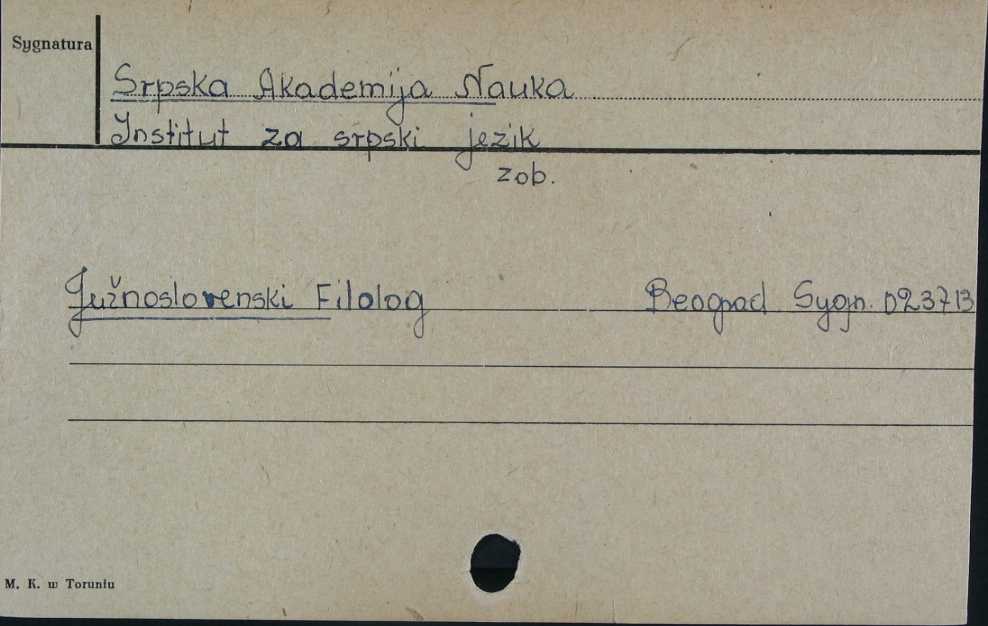 Sygnatura
Srpska Akademija Nauka
Institut za srpski jezik
zob.
Južnoslovenski Filolog Beograd Sygn. 023713
M. K. w Toruniu